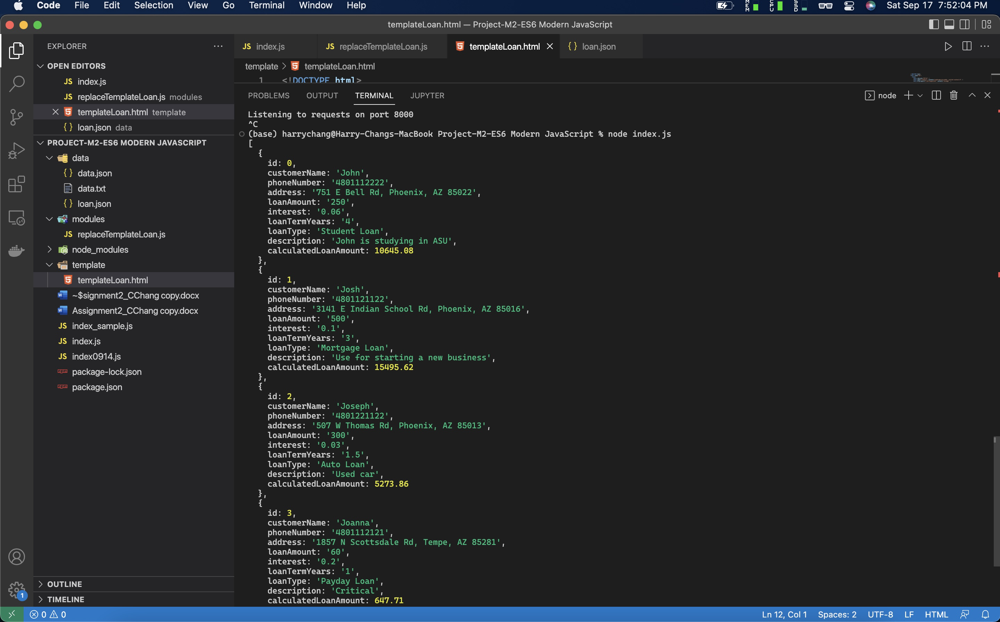 Code File Edit Selection View Go Terminal Window Help MEM CPU SSD Sat Sep 17 7:52:04 PM
templateLoan.html — Project-M2-ES6 Modern JavaScript
EXPLORER
OPEN EDITORS
JS index.js
JS replaceTemplateLoan.js modules
templateLoan.html template
{} loan.json data
PROJECT-M2-ES6 MODERN JAVASCRIPT
data
{} data.json
data.txt
{} loan.json
modules
JS replaceTemplateLoan.js
node_modules
template
templateLoan.html
~$signment2_CChang copy.docx
Assignment2_CChang copy.docx
JS index_sample.js
JS index.js
JS index0914.js
package-lock.json
package.json
OUTLINE
TIMELINE
JS index.js JS replaceTemplateLoan.js templateLoan.html {} loan.json
template > templateLoan.html
1 <!DOCTYPE html>
PROBLEMS OUTPUT TERMINAL JUPYTER node
Listening to requests on port 8000
^C
(base) harrychang@Harry-Changs-MacBook Project-M2-ES6 Modern JavaScript % node index.js
[
{
id: 0,
customerName: 'John',
phoneNumber: '4801112222',
address: '751 E Bell Rd, Phoenix, AZ 85022',
loanAmount: '250',
interest: '0.06',
loanTermYears: '4',
loanType: 'Student Loan',
description: 'John is studying in ASU',
calculatedLoanAmount: 10645.08
},
{
id: 1,
customerName: 'Josh',
phoneNumber: '4801121122',
address: '3141 E Indian School Rd, Phoenix, AZ 85016',
loanAmount: '500',
interest: '0.1',
loanTermYears: '3',
loanType: 'Mortgage Loan',
description: 'Use for starting a new business',
calculatedLoanAmount: 15495.62
},
{
id: 2,
customerName: 'Joseph',
phoneNumber: '4801221122',
address: '507 W Thomas Rd, Phoenix, AZ 85013',
loanAmount: '300',
interest: '0.03',
loanTermYears: '1.5',
loanType: 'Auto Loan',
description: 'Used car',
calculatedLoanAmount: 5273.86
},
{
id: 3,
customerName: 'Joanna',
phoneNumber: '4801112121',
address: '1857 N Scottsdale Rd, Tempe, AZ 85281',
loanAmount: '60',
interest: '0.2',
loanTermYears: '1',
loanType: 'Payday Loan',
description: 'Critical',
calculatedLoanAmount: 647.71
1
0 0 Ln 12, Col 1 Spaces: 2 UTF-8 LF HTML